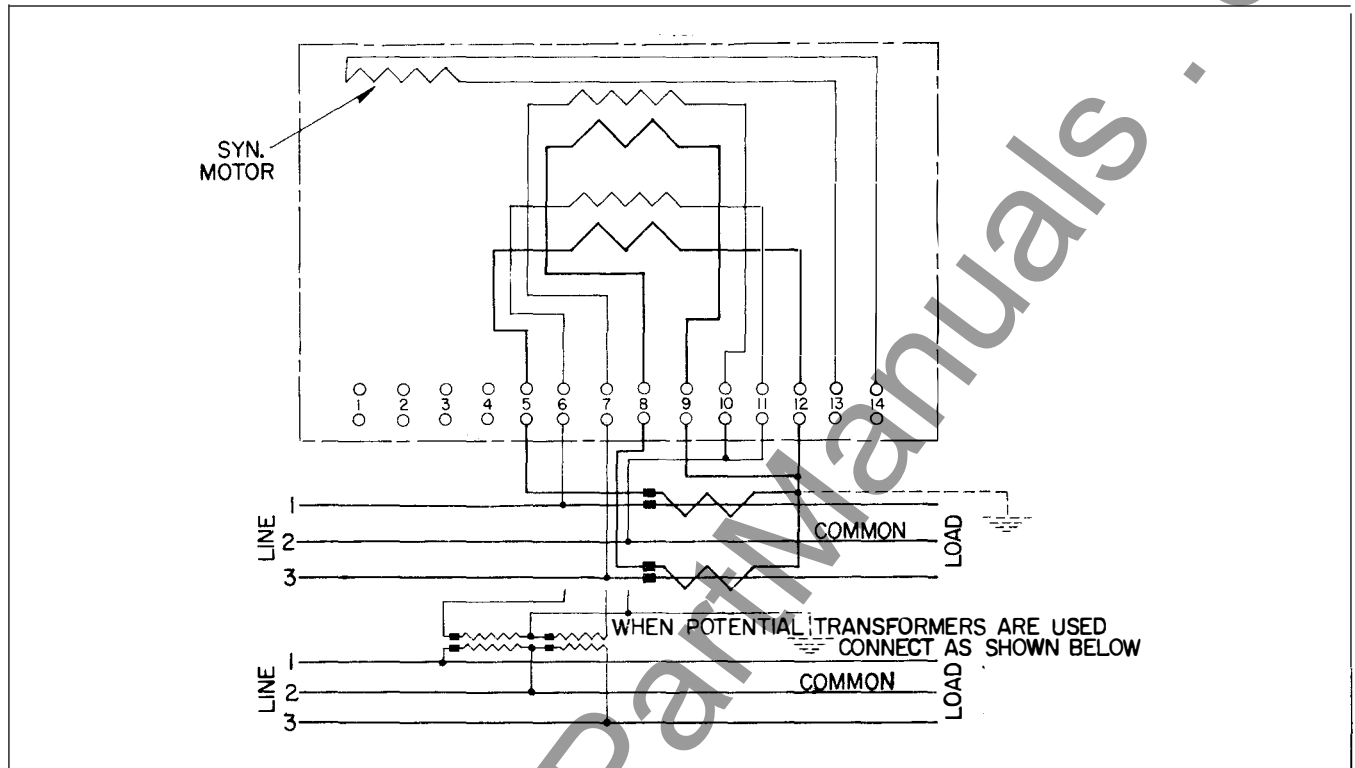 SYN.
MOTOR
1 2 3 4 5 6 7 8 9 10 11 12 13 14
1
LINE 2 COMMON LOAD
3
WHEN POTENTIAL TRANSFORMERS ARE USED
CONNECT AS SHOWN BELOW
1
LINE 2 COMMON LOAD
3
PartManuals .